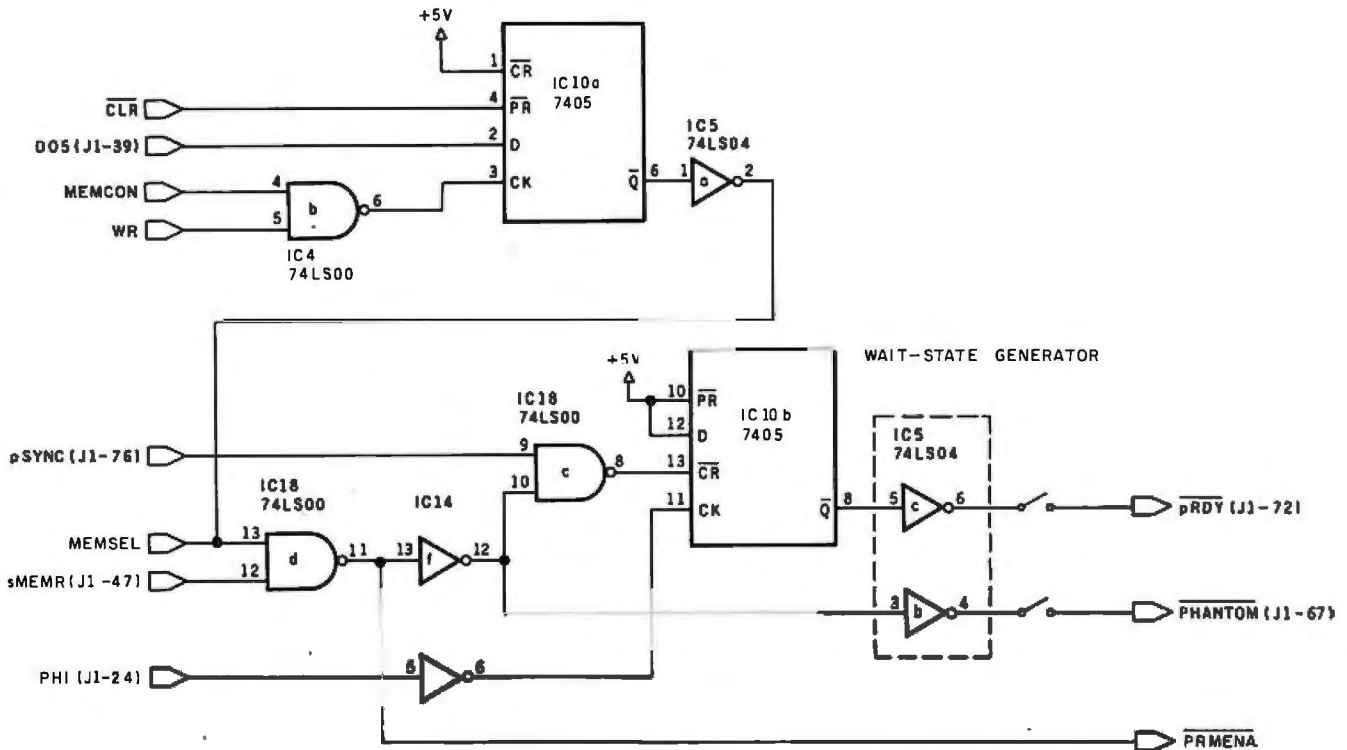 +5V
1
CR
IC10a
7405
CLR
4
PR
IC5
74LS04
DO5(J1-39)
2
D
MEMCON
4
3
CK
Q
6
1
a
2
b
6
WR
5
IC4
74LS00
WAIT-STATE GENERATOR
+5V
10
PR
IC18
74LS00
12
D
IC10b
7405
IC5
74LS04
pSYNC(J1-76)
9
c
8
13
CR
10
11
CK
Q
8
5
c
6
pRDY(J1-72)
IC18
74LS00
IC14
MEMSEL
13
d
11
13
f
12
sMEMR(J1-47)
12
3
b
4
PHANTOM(J1-67)
PHI(J1-24)
5
6
PRMENA